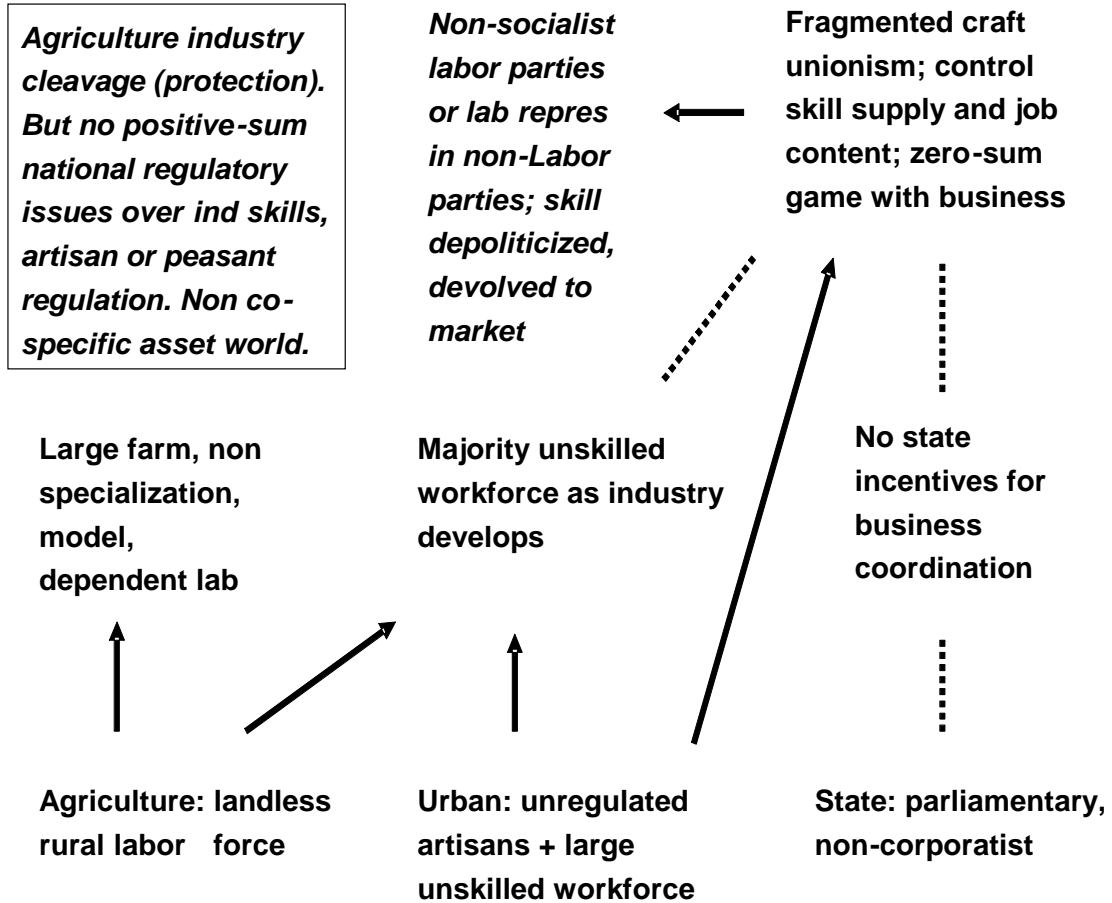 Agriculture industry
cleavage (protection).
But no positive-sum
national regulatory
issues over ind skills,
artisan or peasant
regulation. Non co-
specific asset world.
Non-socialist
labor parties
or lab repres
in non-Labor
parties; skill
depoliticized,
devolved to
market
Fragmented craft
unionism; control
skill supply and job
content; zero-sum
game with business
Large farm, non
specialization,
model,
dependent lab
Majority unskilled
workforce as industry
develops
No state
incentives for
business
coordination
Agriculture: landless
rural labor force
Urban: unregulated
artisans + large
unskilled workforce
State: parliamentary,
non-corporatist